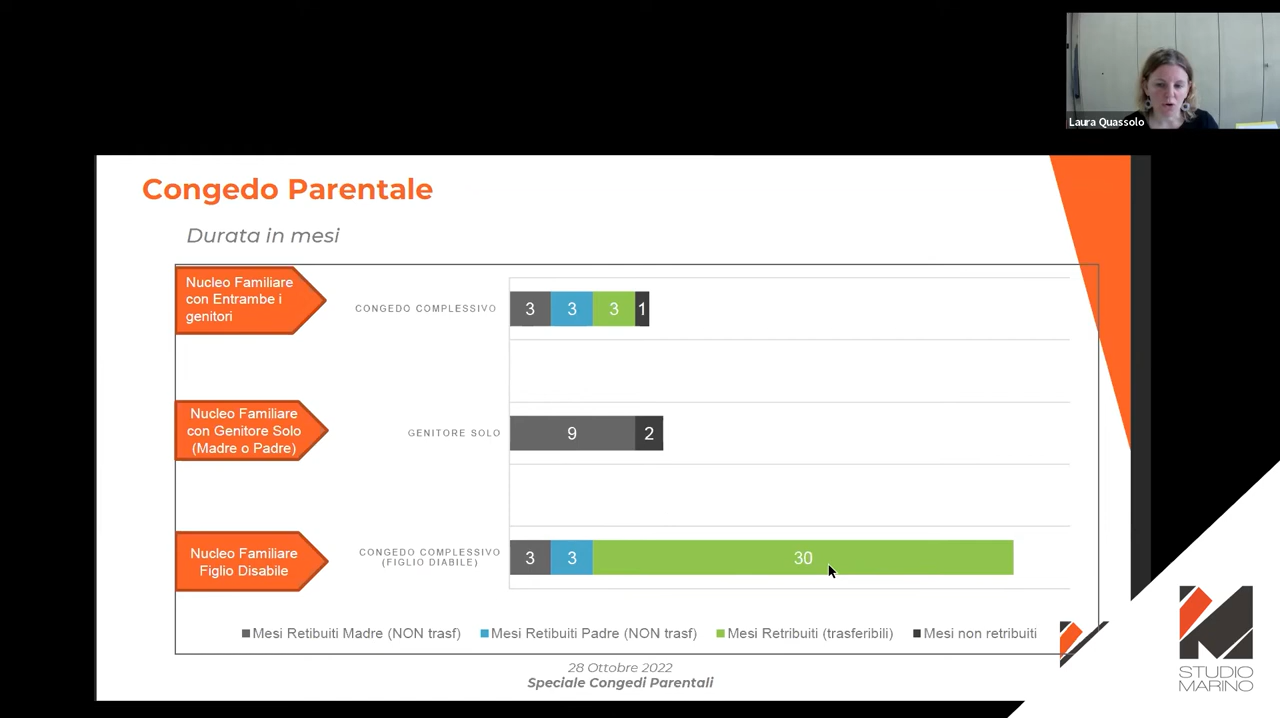 Laura Quassolo
Congedo Parentale
Durata in mesi
Nucleo Familiare
con Entrambe i
genitori
CONGEDO COMPLESSIVO
3 3 3 1
Nucleo Familiare
con Genitore Solo
(Madre o Padre)
GENITORE SOLO
9 2
Nucleo Familiare
Figlio Disabile
CONGEDO COMPLESSIVO
(FIGLIO DIABILE)
3 3 30
Mesi Retibuiti Madre (NON trasf) Mesi Retibuiti Padre (NON trasf) Mesi Retribuiti (trasferibili) Mesi non retribuiti
28 Ottobre 2022
Speciale Congedi Parentali
STUDIO
MARINO